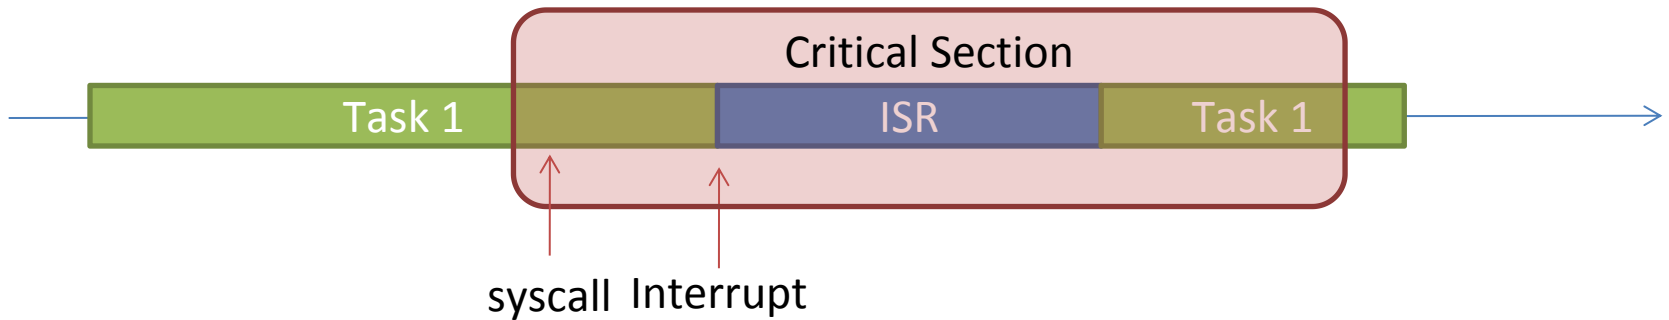 Critical Section
Task 1 ISR Task 1
syscall Interrupt